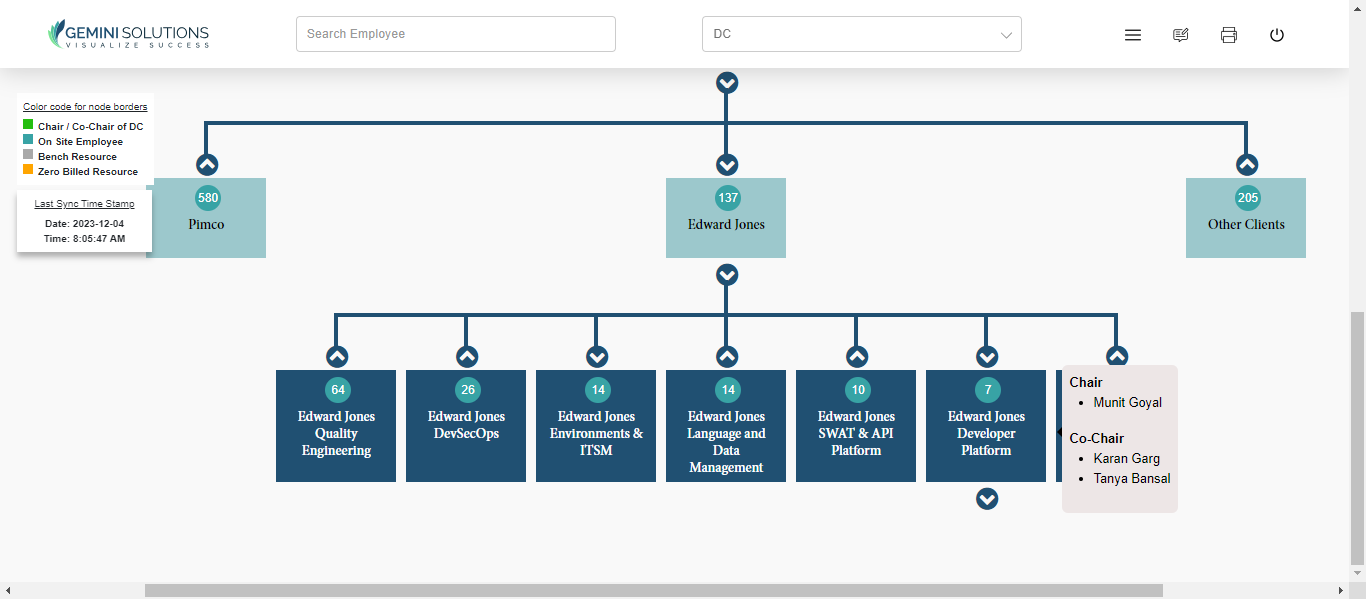 GEMINI SOLUTIONS
VISUALIZE SUCCESS
Search Employee
DC
Color code for node borders
Chair / Co-Chair of DC
On Site Employee
Bench Resource
Zero Billed Resource
Last Sync Time Stamp
Date: 2023-12-04
Time: 8:05:47 AM
580
Pimco
137
Edward Jones
205
Other Clients
64
Edward Jones
Quality
Engineering
26
Edward Jones
DevSecOps
14
Edward Jones
Environments &
ITSM
14
Edward Jones
Language and
Data
Management
10
Edward Jones
SWAT & API
Platform
7
Edward Jones
Developer
Platform
Chair
• Munit Goyal
Co-Chair
• Karan Garg
• Tanya Bansal